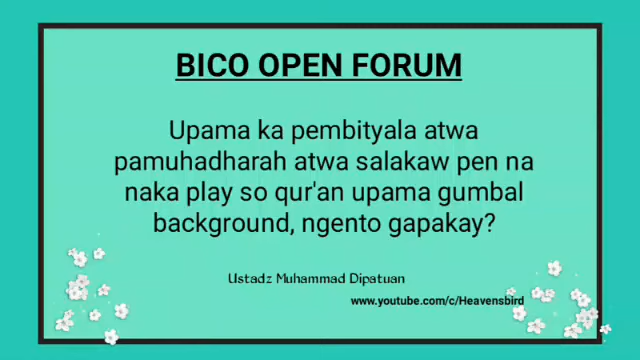 BICO OPEN FORUM
Upama ka pembityala atwa
pamuhadharah atwa salakaw pen na
naka play so qur'an upama gumbal
background, ngento gapakay?
Ustadz Muhammad Dipatuan
www.youtube.com/c/Heavensbird